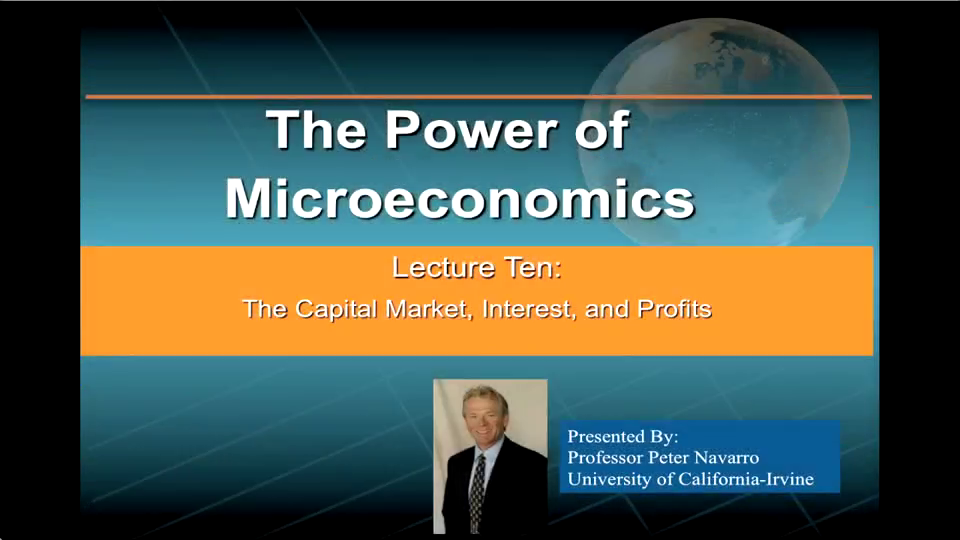 The Power of
Microeconomics
Lecture Ten:
The Capital Market, Interest, and Profits
Presented By:
Professor Peter Navarro
University of California-Irvine